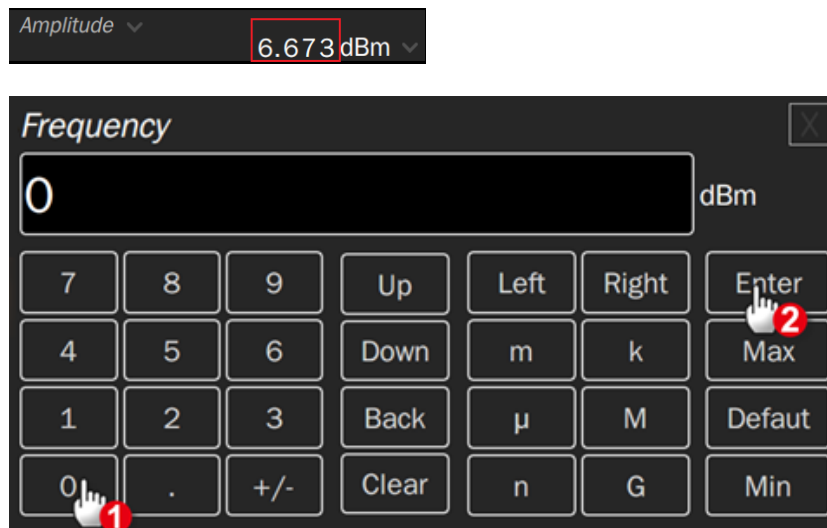 Amplitude
6.673 dBm
Frequency X
0 dBm
7 8 9 Up Left Right Enter
2
4 5 6 Down m k Max
1 2 3 Back µ M Defaut
0 . +/- Clear n G Min
1